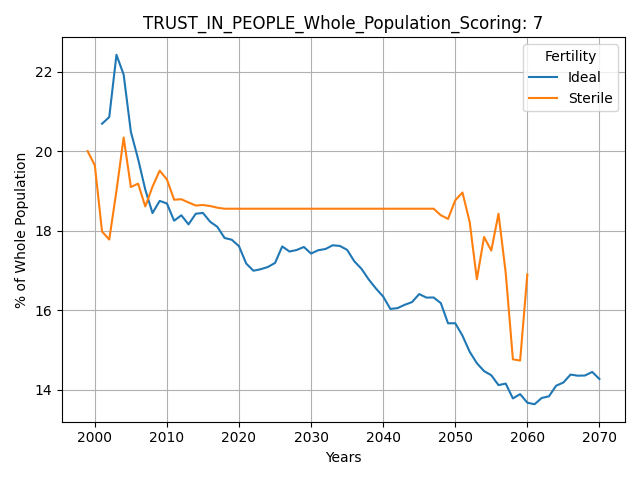 TRUST_IN_PEOPLE_Whole_Population_Scoring: 7
Fertility
Ideal
Sterile
% of Whole Population
22
20
18
16
14
2000 2010 2020 2030 2040 2050 2060 2070
Years